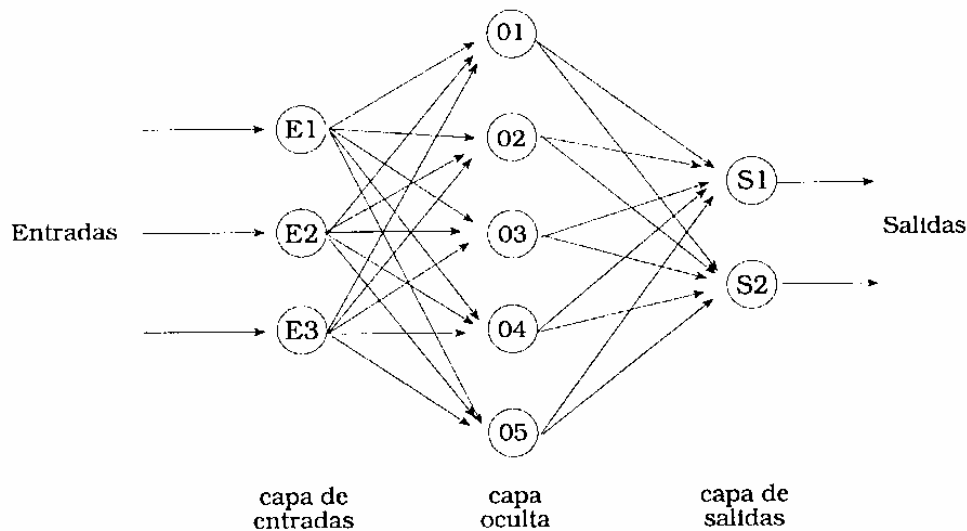 01
E1
02
S1
Entradas
E2
03
Salidas
S2
E3
04
05
capa de
entradas
capa
oculta
capa de
salidas